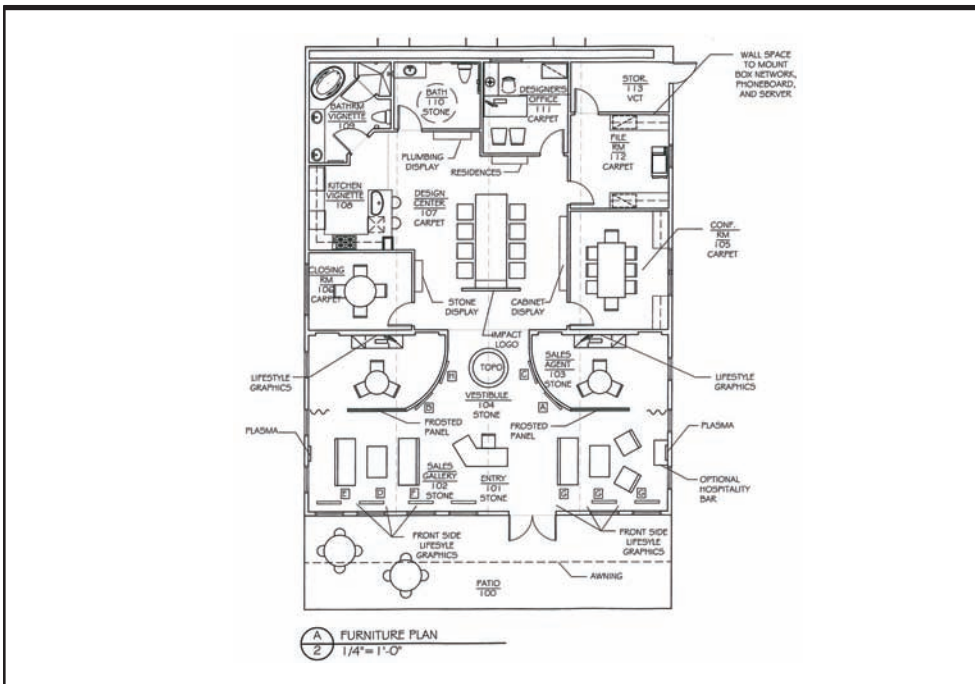 WALL SPACE
TO MOUNT
BOX NETWORK,
PHONEBOARD,
AND SERVER
STOR.
113
VCT
BATH
110
STONE
DESIGNER'S
OFFICE
111
CARPET
BATHRM
VIGNETTE
109
FILE
RM
112
CARPET
PLUMBING
DISPLAY
RESIDENCES
KITCHEN
VIGNETTE
108
DESIGN
CENTER
107
CARPET
CONF.
RM
105
CARPET
CLOSING
RM
106
CARPET
STONE
DISPLAY
CABINET
DISPLAY
IMPACT
LOGO
TOPO
SALES
AGENT
103
STONE
LIFESTYLE
GRAPHICS
LIFESTYLE
GRAPHICS
H
C
VESTIBULE
104
STONE
B
A
FROSTED
PANEL
FROSTED
PANEL
PLASMA
PLASMA
SALES
GALLERY
102
STONE
ENTRY
101
STONE
OPTIONAL
HOSPITALITY
BAR
E D F G G G
FRONT SIDE
LIFESYLE
GRAPHICS
FRONT SIDE
LIFESYLE
GRAPHICS
AWNING
PATIO
100
A
2
FURNITURE PLAN
1/4"=1'-0"